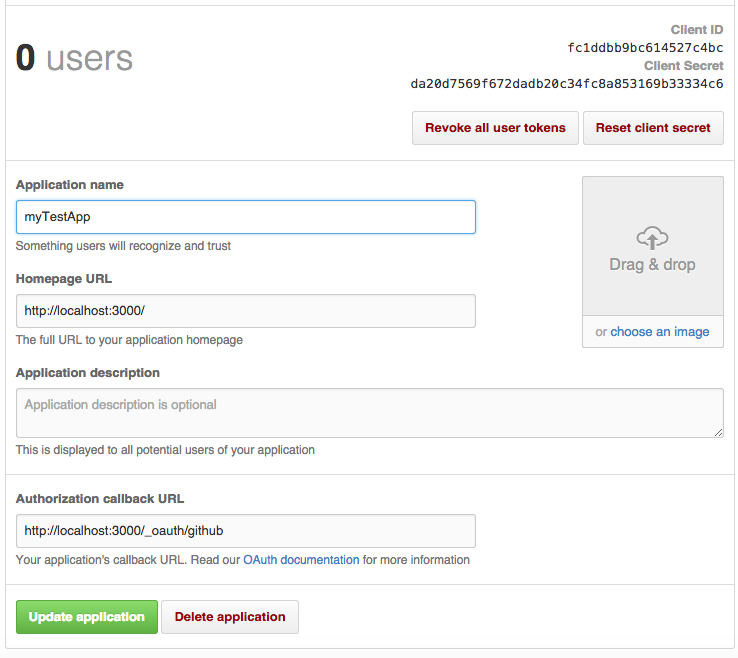 0 users
Client ID
fc1ddbb9bc614527c4bc
Client Secret
da20d7569f672dadb20c34fc8a853169b33334c6
Revoke all user tokens
Reset client secret
Application name
myTestApp
Something users will recognize and trust
Drag & drop
or choose an image
Homepage URL
http://localhost:3000/
The full URL to your application homepage
Application description
Application description is optional
This is displayed to all potential users of your application
Authorization callback URL
http://localhost:3000/_oauth/github
Your application's callback URL. Read our OAuth documentation for more information
Update application
Delete application